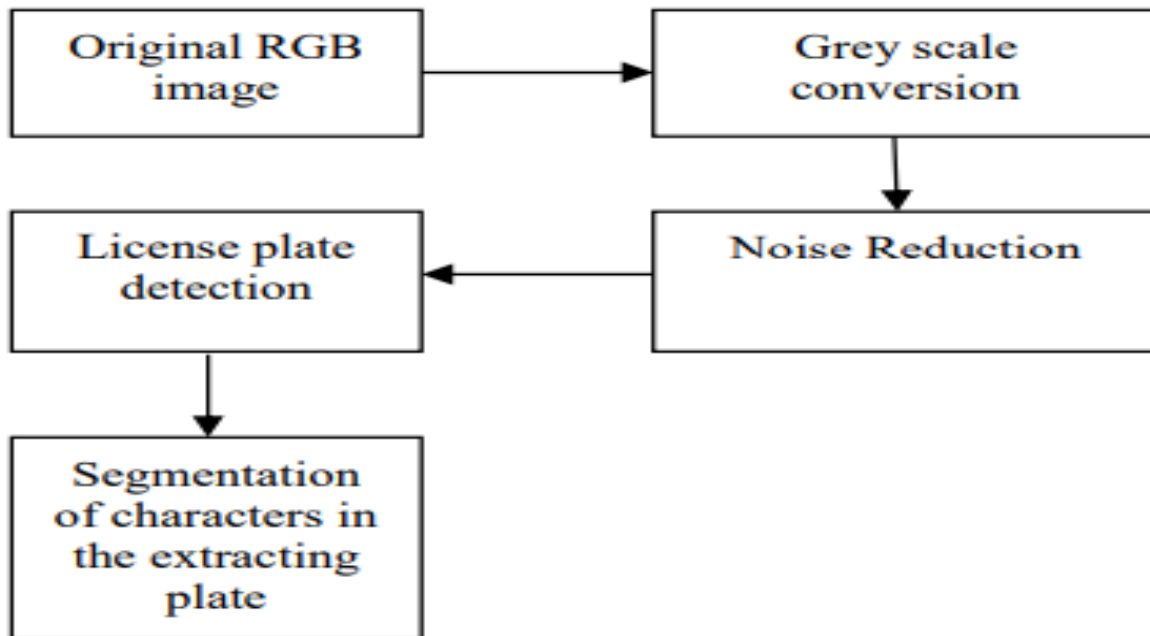 Original RGB
image
Grey scale
conversion
Noise Reduction
License plate
detection
Segmentation
of characters in
the extracting
plate